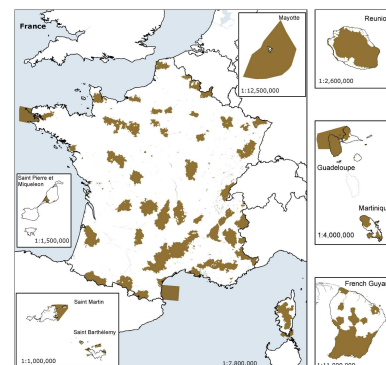 France
Mayotte
1:12,500,000
Reunio
1:2,600,000
Guadeloupe
Martiniqu
1:4,000,000
Saint Pierre et
Miqueleon
1:1,500,000
Saint Martin
Saint Barthélemy
1:1,000,000
1:7,800,000
French Guya